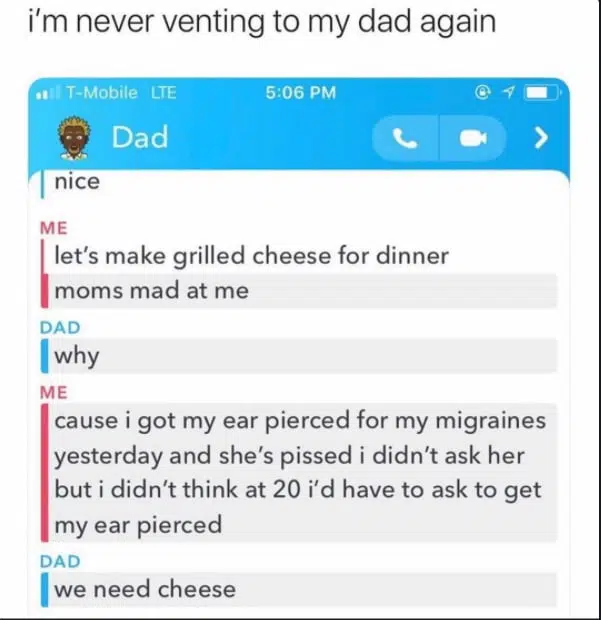 i'm never venting to my dad again
T-Mobile LTE 5:06 PM
Dad
nice
ME
let's make grilled cheese for dinner
moms mad at me
DAD
why
ME
cause i got my ear pierced for my migraines
yesterday and she's pissed i didn't ask her
but i didn't think at 20 i'd have to ask to get
my ear pierced
DAD
we need cheese